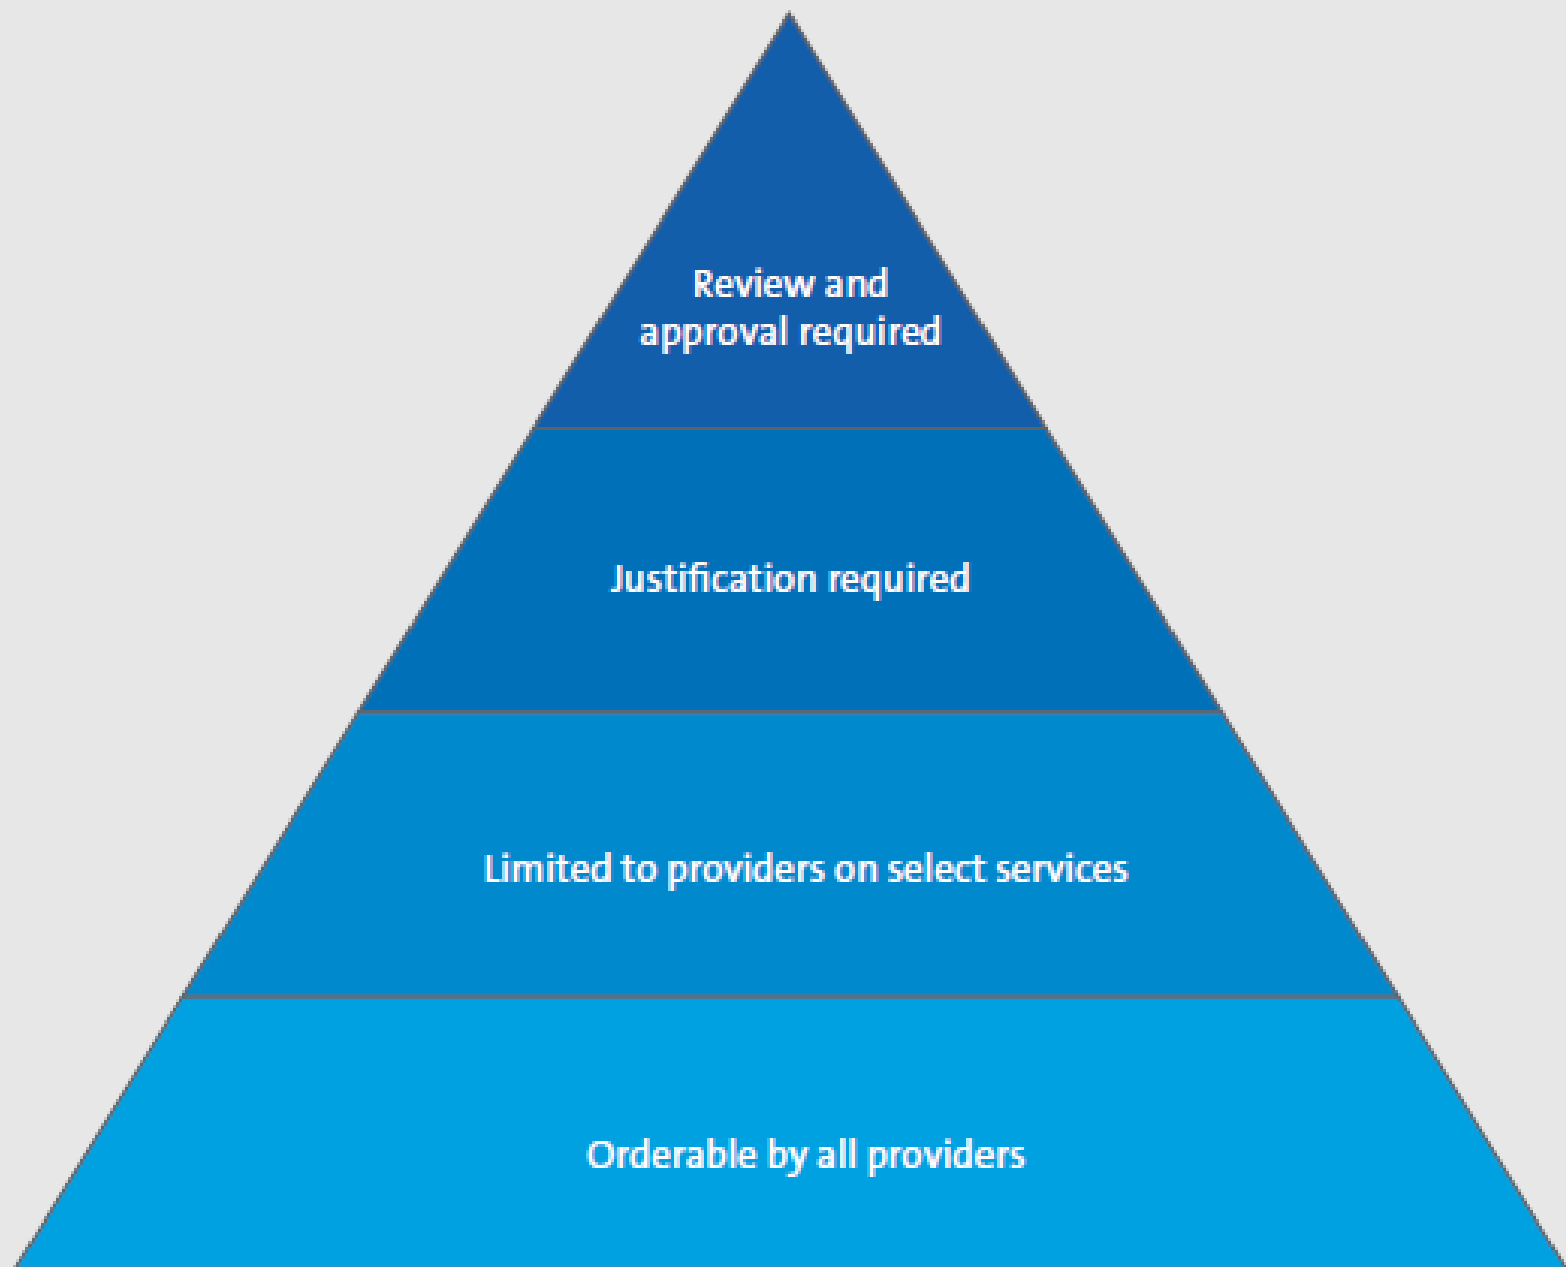 Review and
approval required
Justification required
Limited to providers on select services
Orderable by all providers